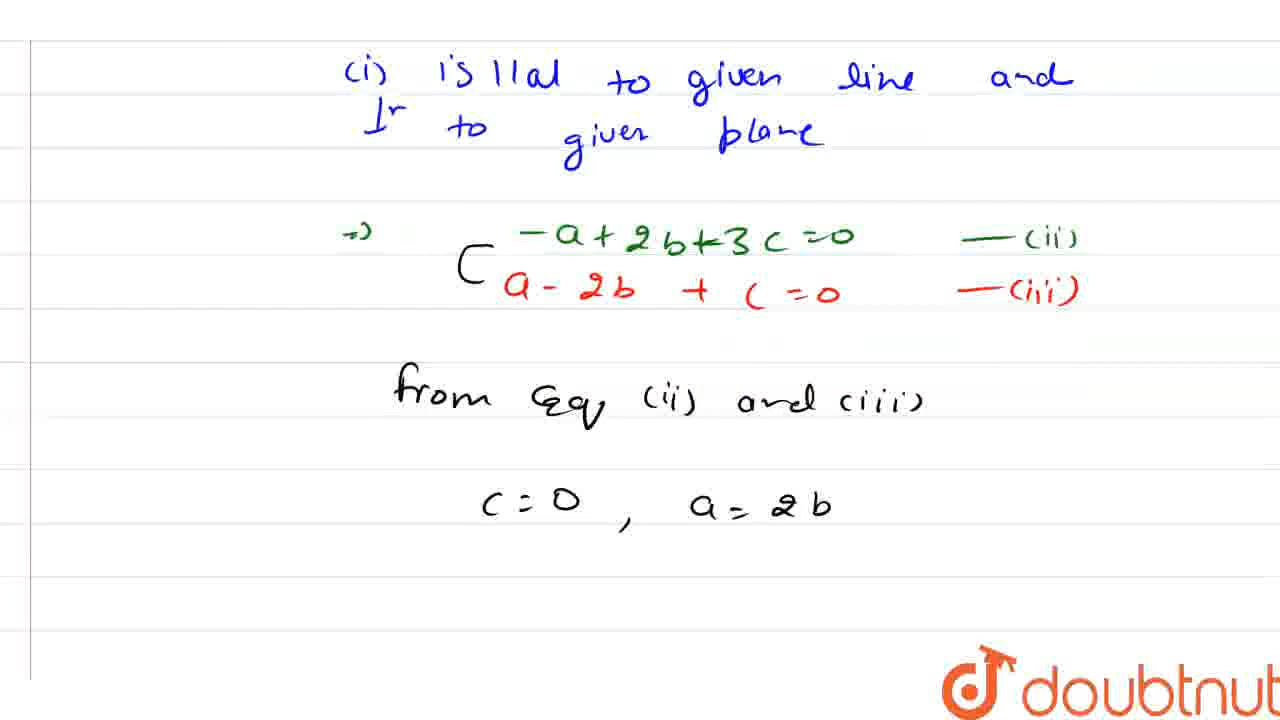 (i) is ||al to given line and
⊥r to given plane
⇒ -a + 2b + 3c = 0 — (ii)
a - 2b + c = 0 — (iii)
from Eq (ii) and (iii)
c = 0 , a = 2b
doubtnut